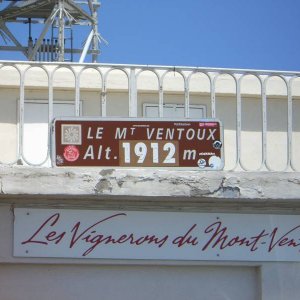 LE Mᵀ VENTOUX
Alt. 1912 m
Les Vignerons du Mont-Ven